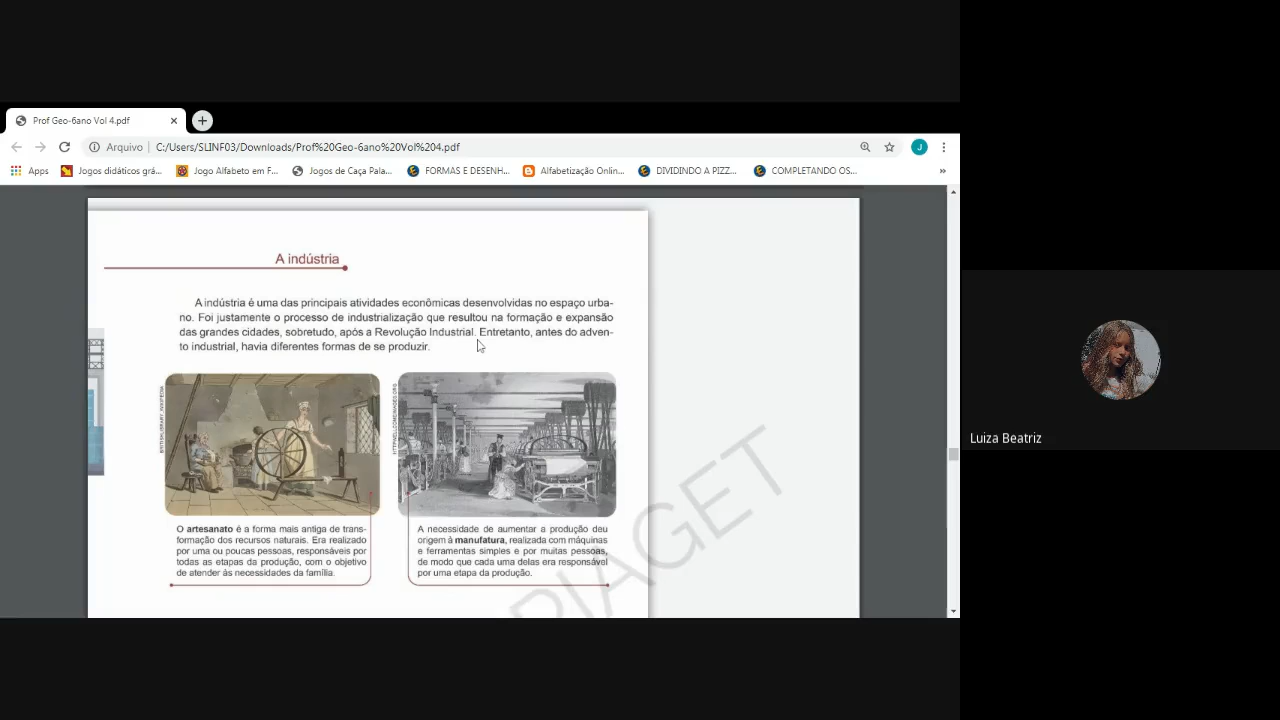 Prof Geo-6ano Vol 4.pdf
Arquivo
C:/Users/SLINF03/Downloads/Prof%20Geo-6ano%20Vol%204.pdf
J
Apps
Jogos didáticos grá...
Jogo Alfabeto em F...
Jogos de Caça Pala...
FORMAS E DESENH...
Alfabetização Onlin...
DIVIDINDO A PIZZ...
COMPLETANDO OS...
»
A indústria
A indústria é uma das principais atividades econômicas desenvolvidas no espaço urba-
no. Foi justamente o processo de industrialização que resultou na formação e expansão
das grandes cidades, sobretudo, após a Revolução Industrial. Entretanto, antes do adven-
to industrial, havia diferentes formas de se produzir.
O artesanato é a forma mais antiga de trans-
formação dos recursos naturais. Era realizado
por uma ou poucas pessoas, responsáveis por
todas as etapas da produção, com o objetivo
de atender às necessidades da família.
A necessidade de aumentar a produção deu
origem à manufatura, realizada com máquinas
e ferramentas simples e por muitas pessoas,
de modo que cada uma delas era responsável
por uma etapa da produção.
PIAGET
Luiza Beatriz